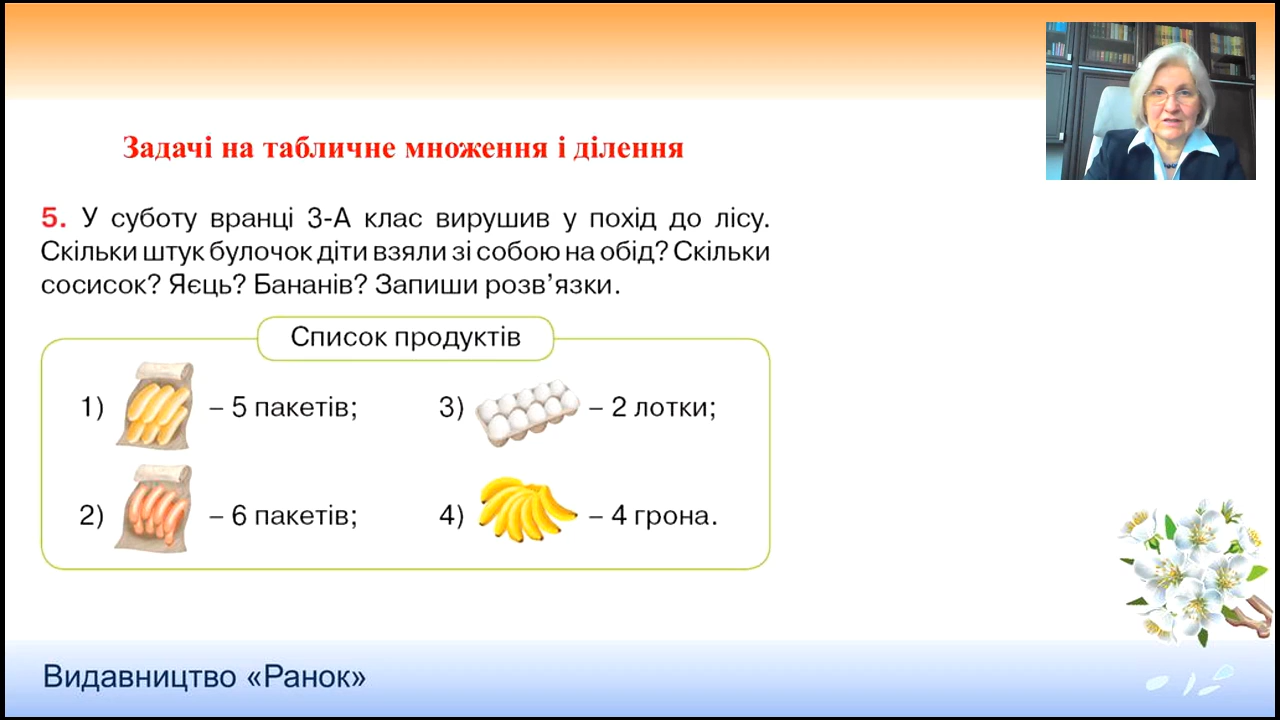 Задачі на табличне множення і ділення
5. У суботу вранці 3-А клас вирушив у похід до лісу.
Скільки штук булочок діти взяли зі собою на обід? Скільки
сосисок? Яєць? Бананів? Запиши розв’язки.
Список продуктів
1) – 5 пакетів;
3) – 2 лотки;
2) – 6 пакетів;
4) – 4 грона.
Видавництво «Ранок»